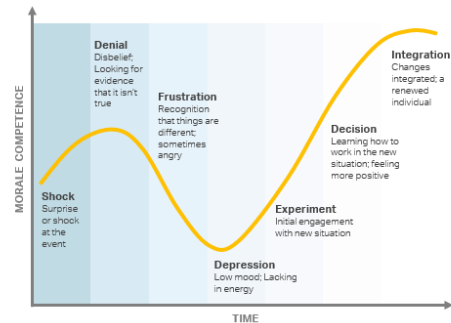 Denial
Disbelief;
Looking for
evidence
that it isn't
true
Frustration
Recognition
that things are
different;
sometimes
angry
Integration
Changes
integrated; a
renewed
individual
Decision
Learning how to
work in the new
situation; feeling
more positive
Shock
Surprise
or shock
at the
event
Experiment
Initial engagement
with new situation
Depression
Low mood; Lacking
in energy
MORALE COMPETENCE
TIME